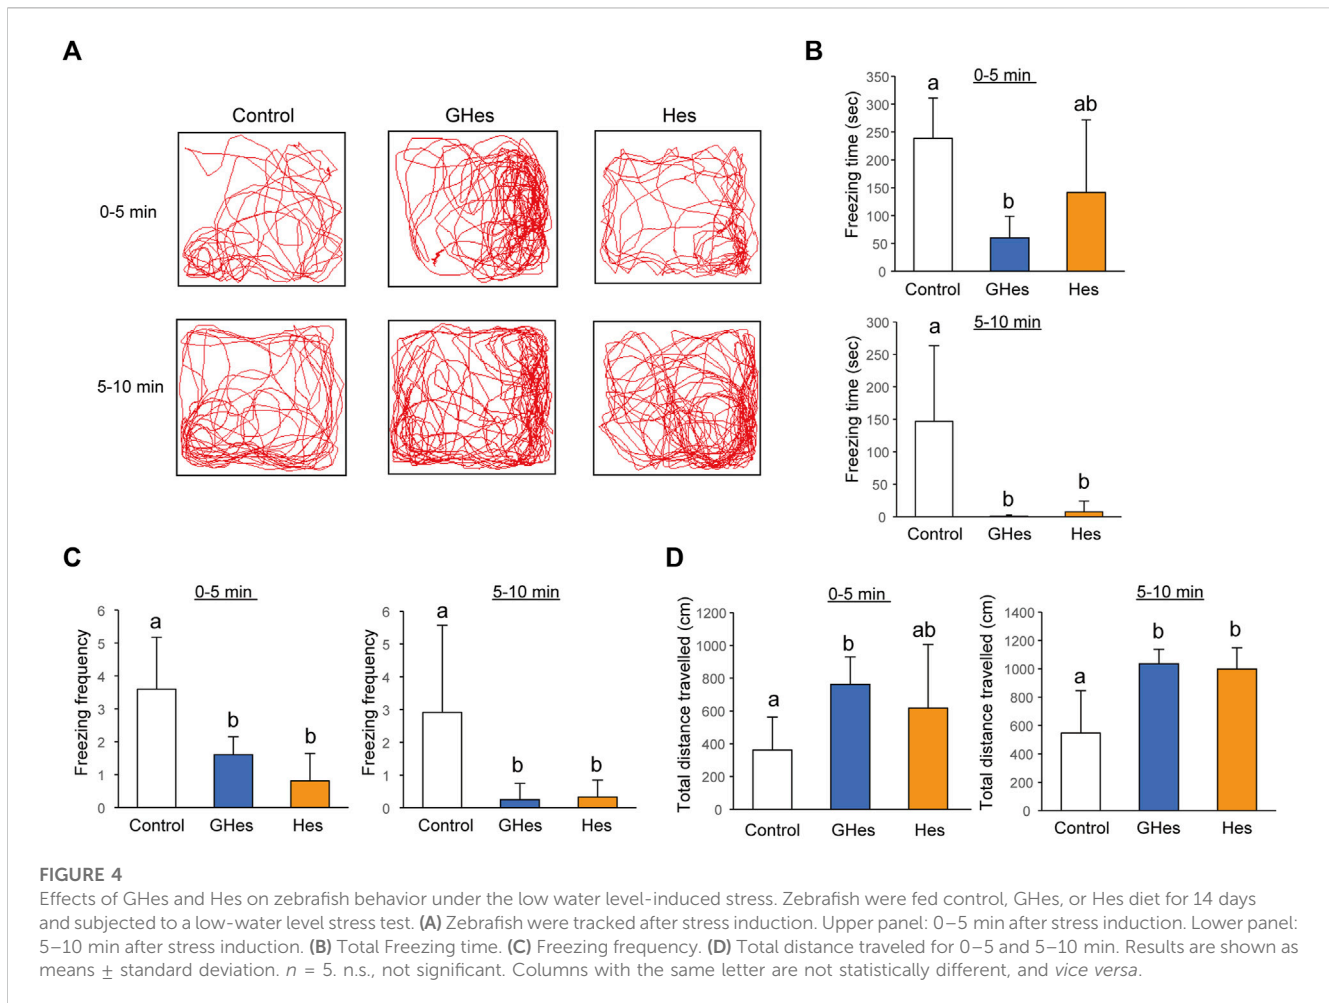 A
Control
GHes
Hes
0-5 min
5-10 min
B
0-5 min
Freezing time (sec)
350
300
250
200
150
100
50
0
a
b
ab
Control
GHes
Hes
5-10 min
Freezing time (sec)
300
250
200
150
100
50
0
a
b
b
Control
GHes
Hes
C
0-5 min
Freezing frequency
6
5
4
3
2
1
0
a
b
b
Control
GHes
Hes
5-10 min
Freezing frequency
6
5
4
3
2
1
0
a
b
b
Control
GHes
Hes
D
0-5 min
Total distance travelled (cm)
1200
1000
800
600
400
200
0
a
b
ab
Control
GHes
Hes
5-10 min
Total distance travelled (cm)
1400
1200
1000
800
600
400
200
0
a
b
b
Control
GHes
Hes
FIGURE 4
Effects of GHes and Hes on zebrafish behavior under the low water level-induced stress. Zebrafish were fed control, GHes, or Hes diet for 14 days
and subjected to a low-water level stress test. (A) Zebrafish were tracked after stress induction. Upper panel: 0–5 min after stress induction. Lower panel:
5–10 min after stress induction. (B) Total Freezing time. (C) Freezing frequency. (D) Total distance traveled for 0–5 and 5–10 min. Results are shown as
means ± standard deviation. n = 5. n.s., not significant. Columns with the same letter are not statistically different, and vice versa.